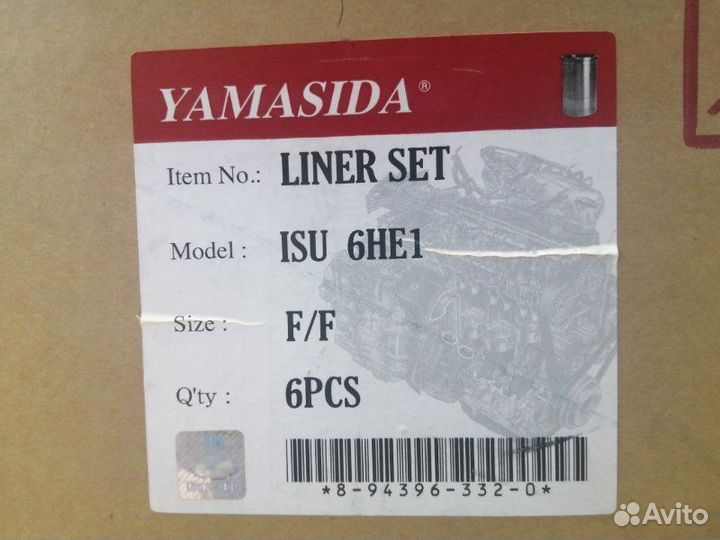 YAMASIDA®
Item No.: LINER SET
Model : ISU 6HE1
Size : F/F
Q'ty : 6PCS
*8-94396-332-0*
Avito